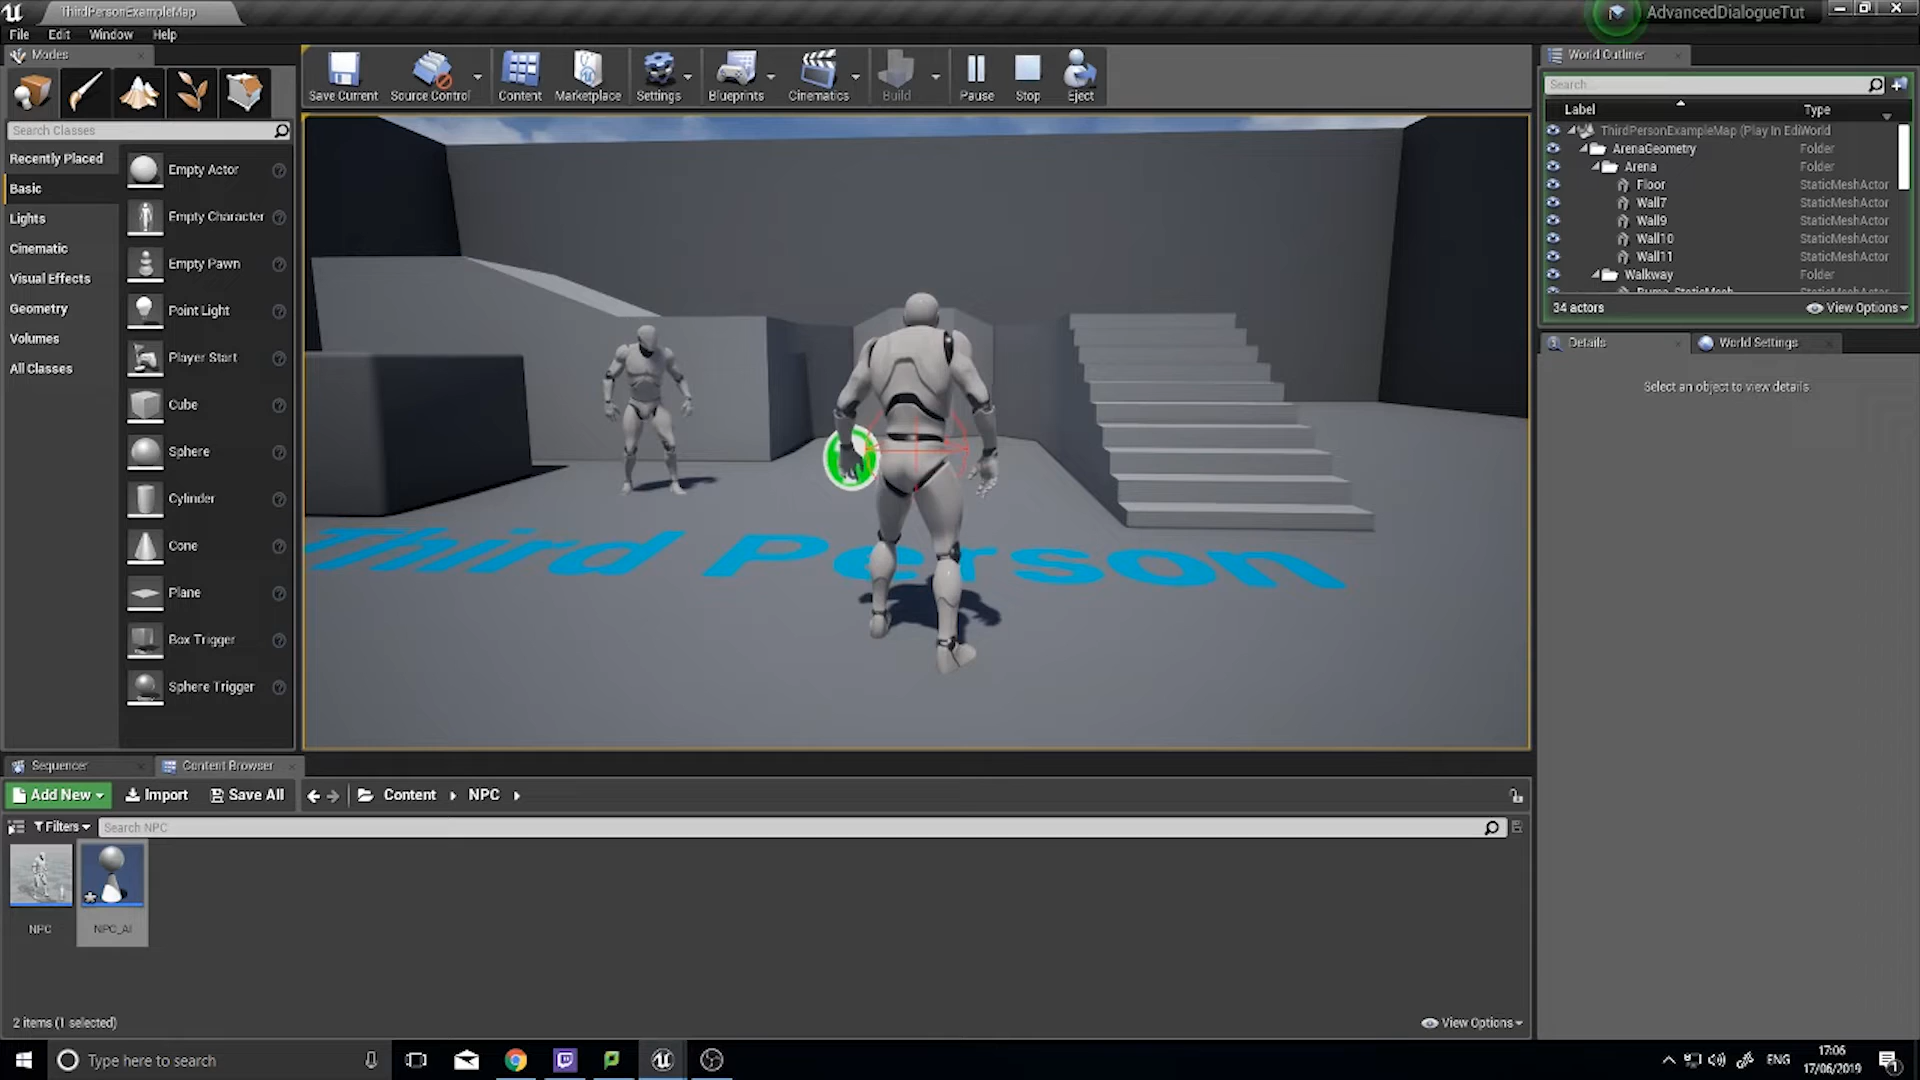 ThirdPersonExampleMap
AdvancedDialogueTut
File Edit Window Help
Modes
Search Classes
Recently Placed
Basic
Lights
Cinematic
Visual Effects
Geometry
Volumes
All Classes
Empty Actor
Empty Character
Empty Pawn
Point Light
Player Start
Cube
Sphere
Cylinder
Cone
Plane
Box Trigger
Sphere Trigger
Save Current Source Control Content Marketplace Settings Blueprints Cinematics Build Pause Stop Eject
Third Person
World Outliner
Search...
Label Type
ThirdPersonExampleMap (Play In Edi World
ArenaGeometry Folder
Arena Folder
Floor StaticMeshActor
Wall7 StaticMeshActor
Wall9 StaticMeshActor
Wall10 StaticMeshActor
Wall11 StaticMeshActor
Walkway Folder
34 actors View Options
Details World Settings
Select an object to view details
Sequencer Content Browser
Add New Import Save All Content NPC
Filters Search NPC
NPC NPC_AI
2 items (1 selected) View Options
Type here to search
ENG
17:06
17/06/2019